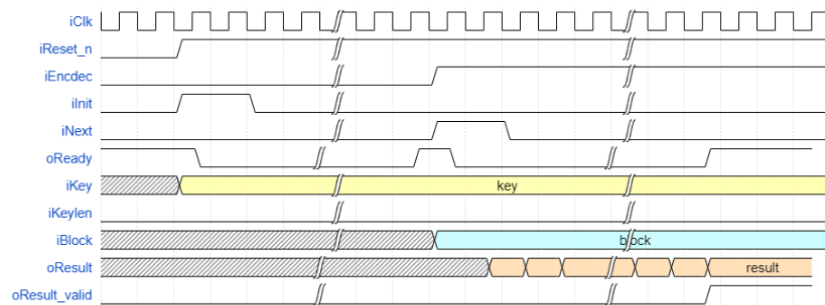 iClk
iReset_n
iEncdec
iInit
iNext
oReady
iKey key
iKeylen
iBlock block
oResult result
oResult_valid